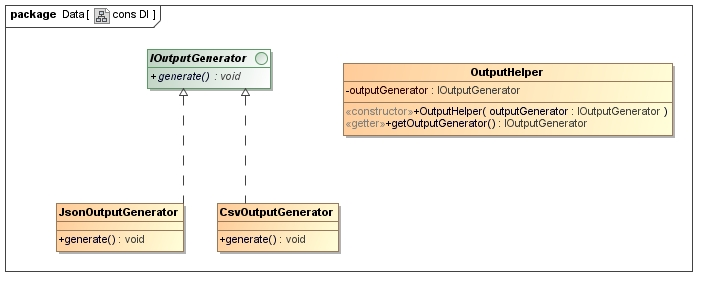 package Data [ cons DI ]
IOutputGenerator
+generate() : void
OutputHelper
-outputGenerator : IOutputGenerator
«constructor»+OutputHelper( outputGenerator : IOutputGenerator )
«getter»+getOutputGenerator() : IOutputGenerator
JsonOutputGenerator
+generate() : void
CsvOutputGenerator
+generate() : void